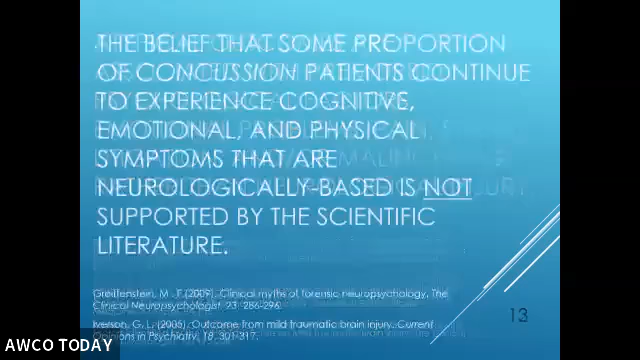 THE BELIEF THAT SOME PROPORTION
OF CONCUSSION PATIENTS CONTINUE
TO EXPERIENCE COGNITIVE,
EMOTIONAL, AND PHYSICAL
SYMPTOMS THAT ARE
NEUROLOGICALLY-BASED IS NOT
SUPPORTED BY THE SCIENTIFIC
LITERATURE.
Greiffenstein, M. F. (2009). Clinical myths of forensic neuropsychology. The
Clinical Neuropsychologist, 23, 286-296.
Iverson, G. L. (2005). Outcome from mild traumatic brain injury. Current
Opinions in Psychiatry, 18, 301-317.
13
AWCO TODAY